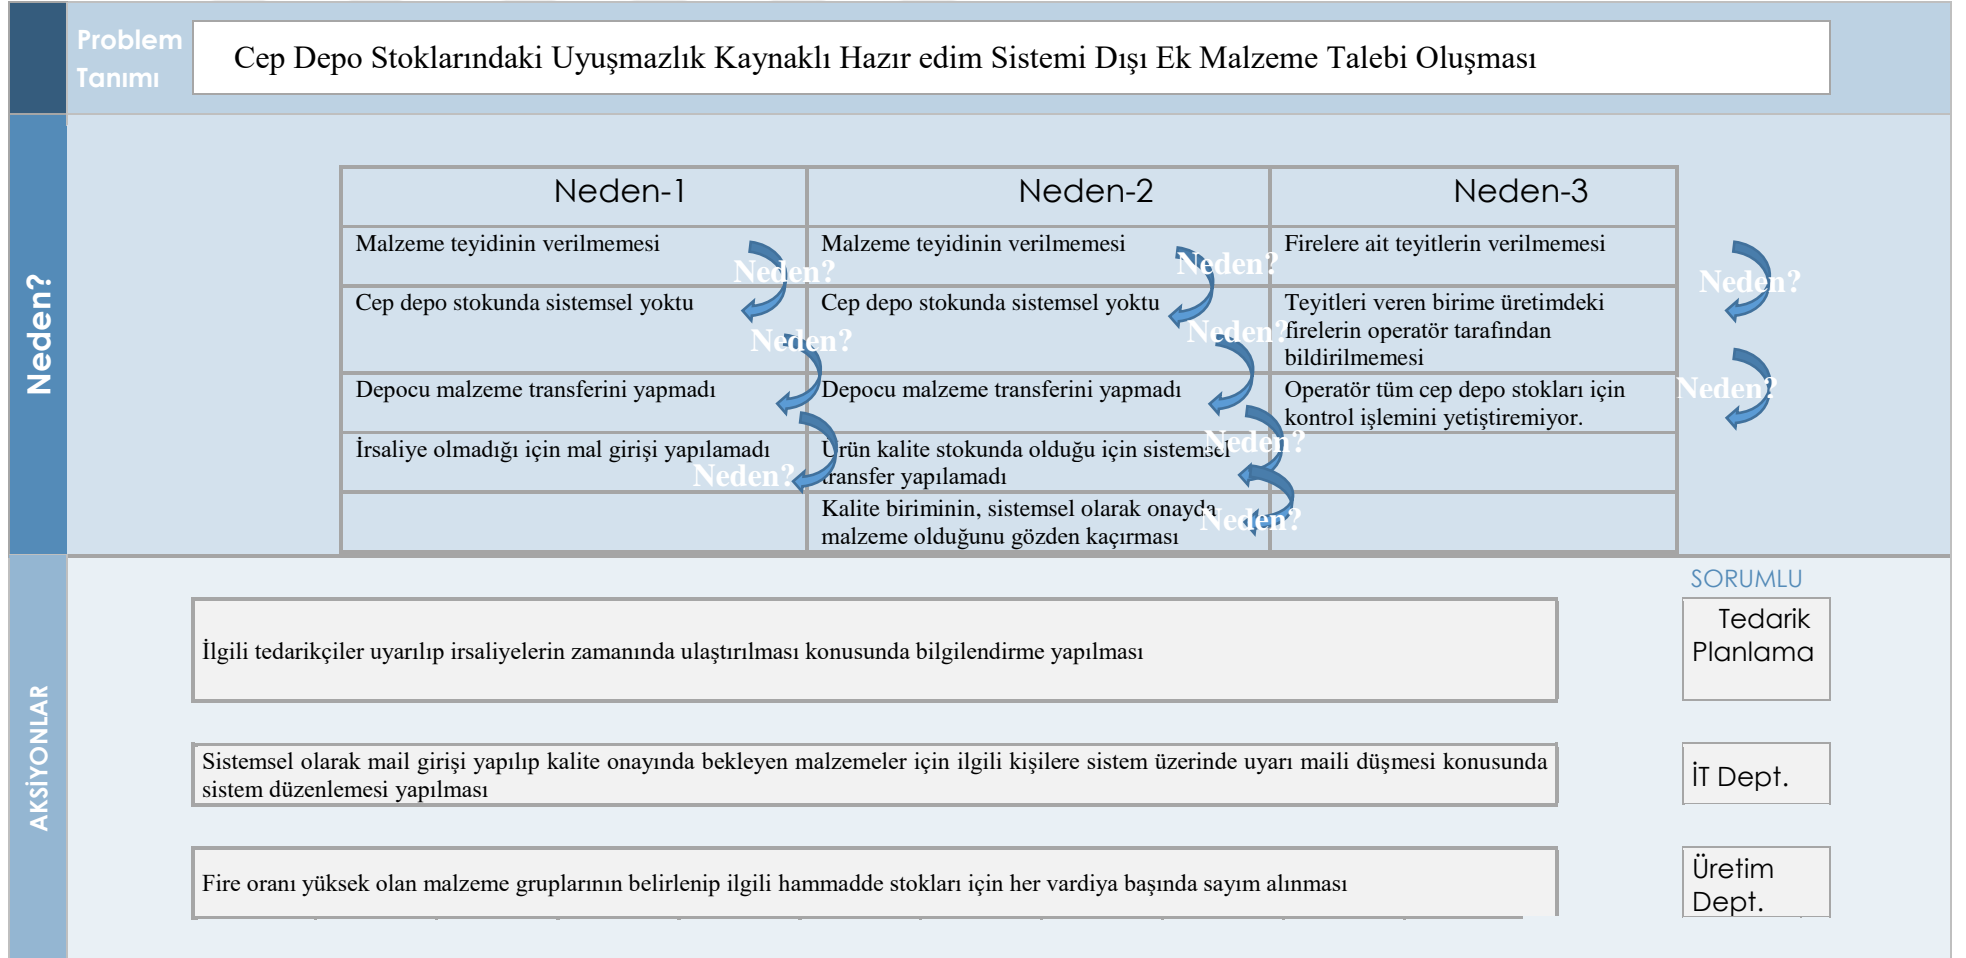 Problem
Tanımı
Cep Depo Stoklarındaki Uyuşmazlık Kaynaklı Hazır edim Sistemi Dışı Ek Malzeme Talebi Oluşması
Neden?
Neden-1
Neden-2
Neden-3
Malzeme teyidinin verilmemesi
Neden?
Malzeme teyidinin verilmemesi
Neden?
Firelere ait teyitlerin verilmemesi
Neden?
Cep depo stokunda sistemsel yoktu
Neden?
Cep depo stokunda sistemsel yoktu
Neden?
Teyitleri veren birime üretimdeki
firelerin operatör tarafından
bildirilmemesi
Neden?
Depocu malzeme transferini yapmadı
Depocu malzeme transferini yapmadı
Neden?
Operatör tüm cep depo stokları için
kontrol işlemini yetiştiremiyor.
İrsaliye olmadığı için mal girişi yapılamadı
Neden?
Ürün kalite stokunda olduğu için sistemsel
transfer yapılamadı
Kalite biriminin, sistemsel olarak onayda
malzeme olduğunu gözden kaçırması
Neden?
AKSİYONLAR
SORUMLU
İlgili tedarikçiler uyarılıp irsaliyelerin zamanında ulaştırılması konusunda bilgilendirme yapılması
Tedarik
Planlama
Sistemsel olarak mail girişi yapılıp kalite onayında bekleyen malzemeler için ilgili kişilere sistem üzerinde uyarı maili düşmesi konusunda
sistem düzenlemesi yapılması
İT Dept.
Fire oranı yüksek olan malzeme gruplarının belirlenip ilgili hammadde stokları için her vardiya başında sayım alınması
Üretim
Dept.